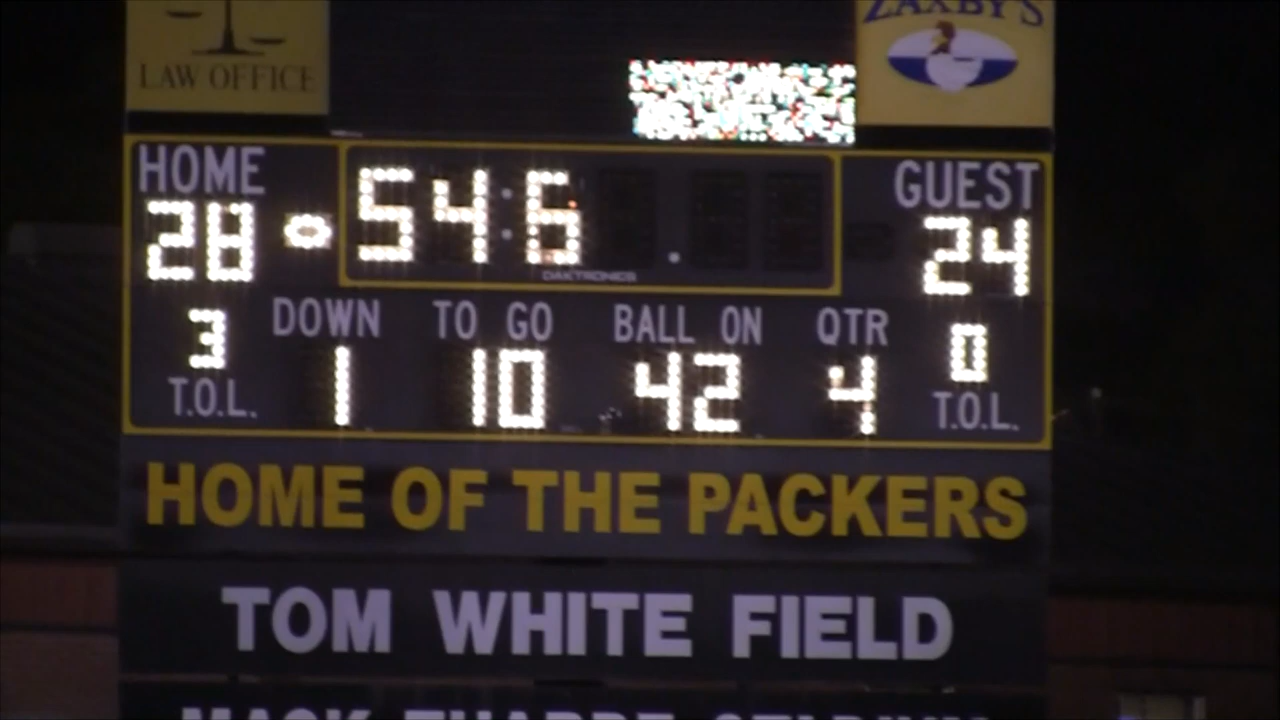 LAW OFFICE
ZAXBY'S
HOME 54:6 GUEST
28 24
DAKTRONICS
3 DOWN TO GO BALL ON QTR 0
T.O.L. 1 10 42 4 T.O.L.
HOME OF THE PACKERS
TOM WHITE FIELD